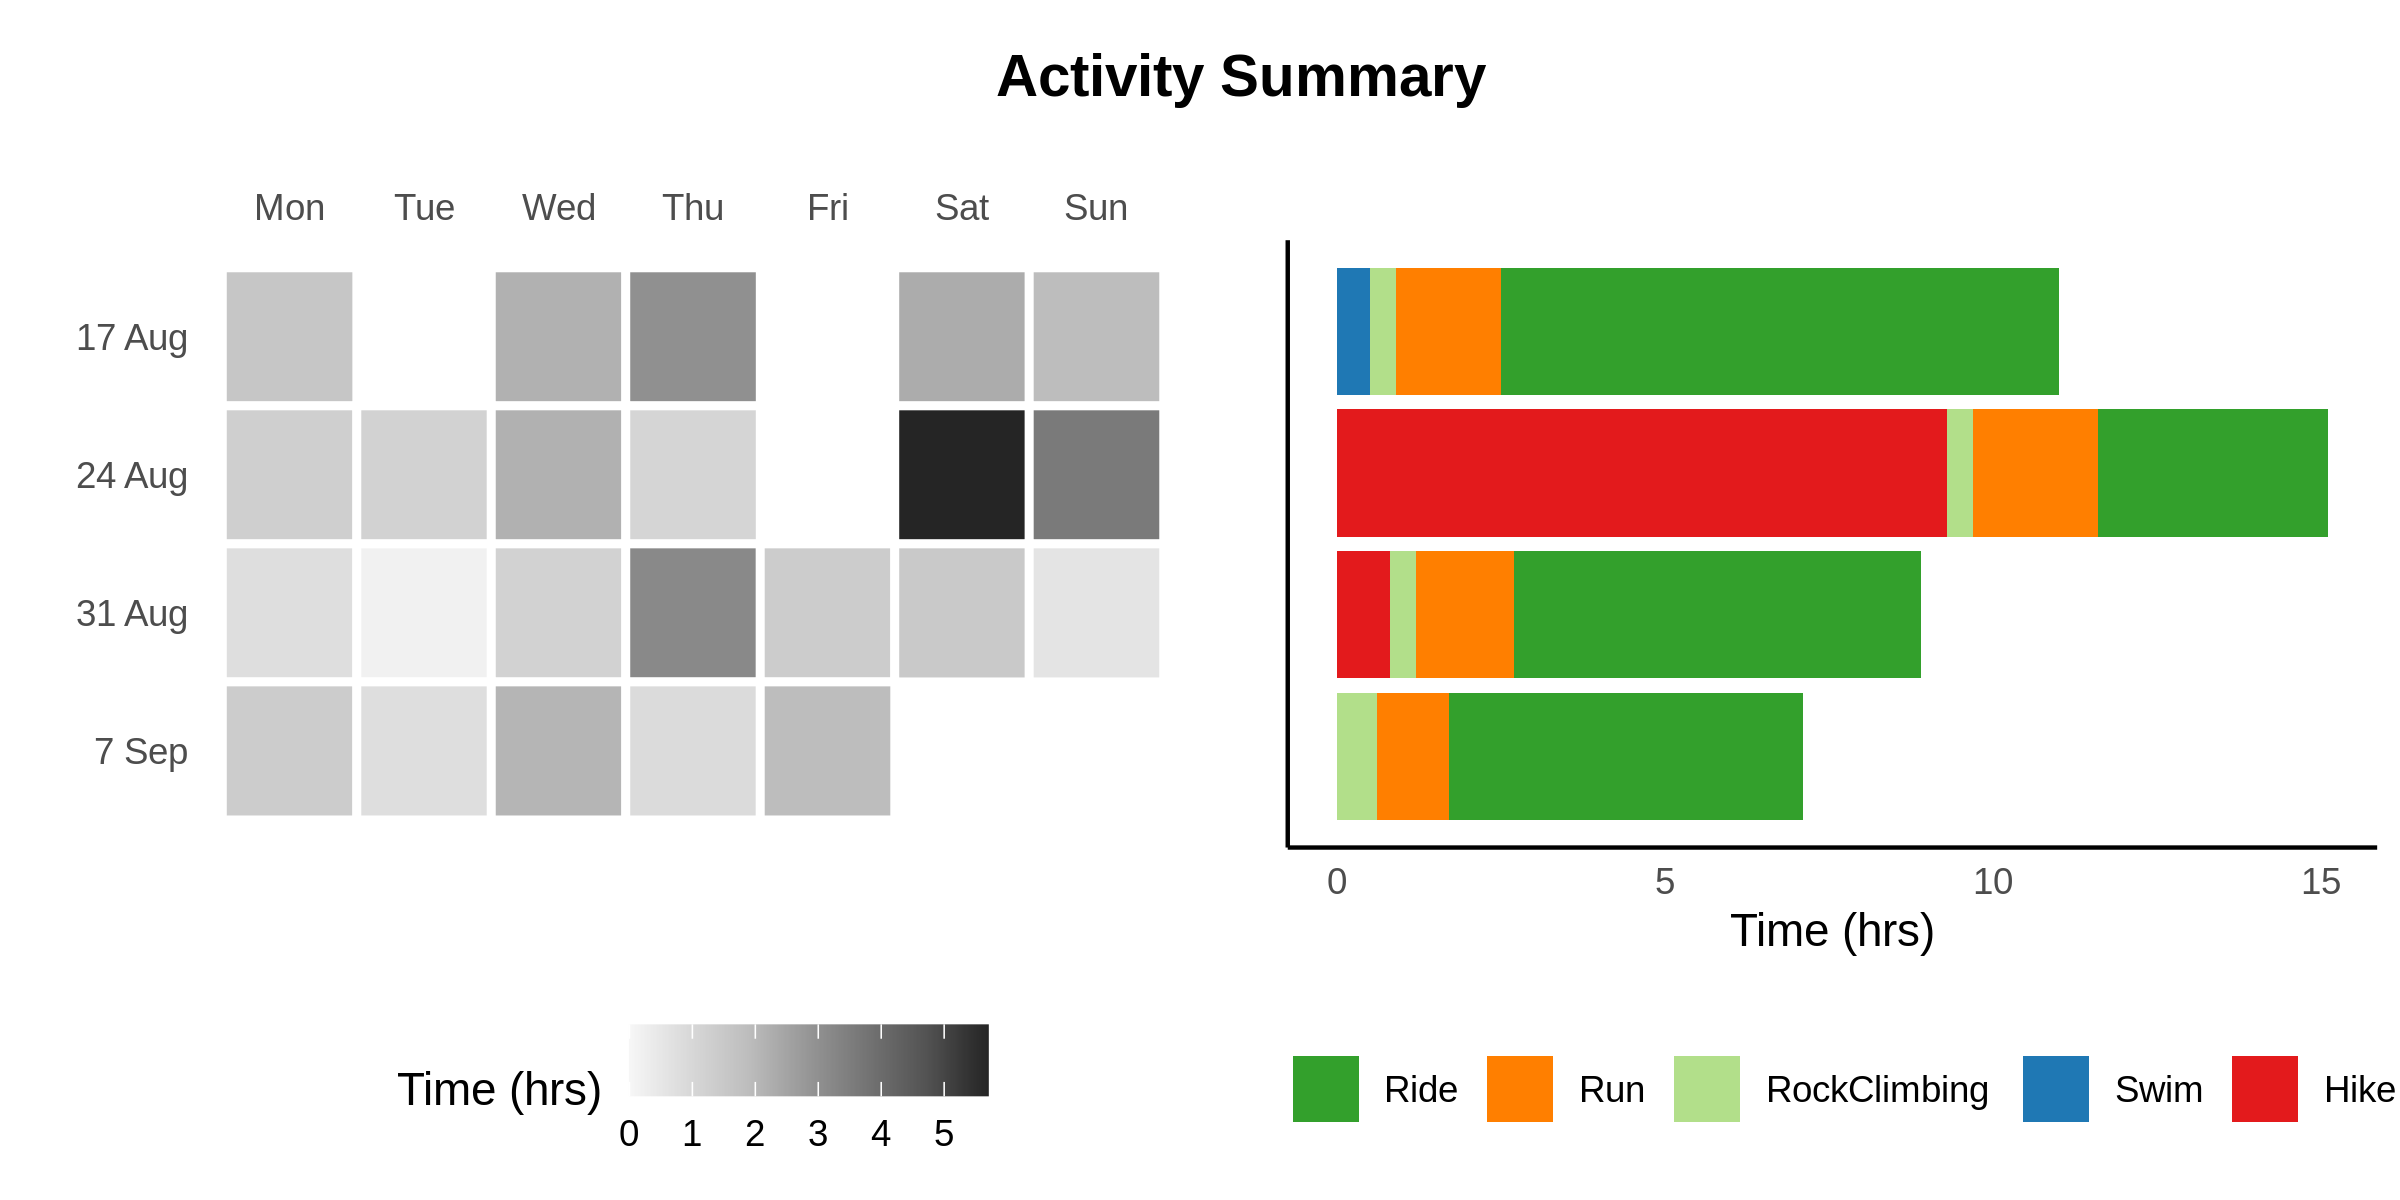 Activity Summary
Mon Tue Wed Thu Fri Sat Sun
17 Aug
24 Aug
31 Aug
7 Sep
0 5 10 15
Time (hrs)
Time (hrs)
0 1 2 3 4 5
Ride Run RockClimbing Swim Hike